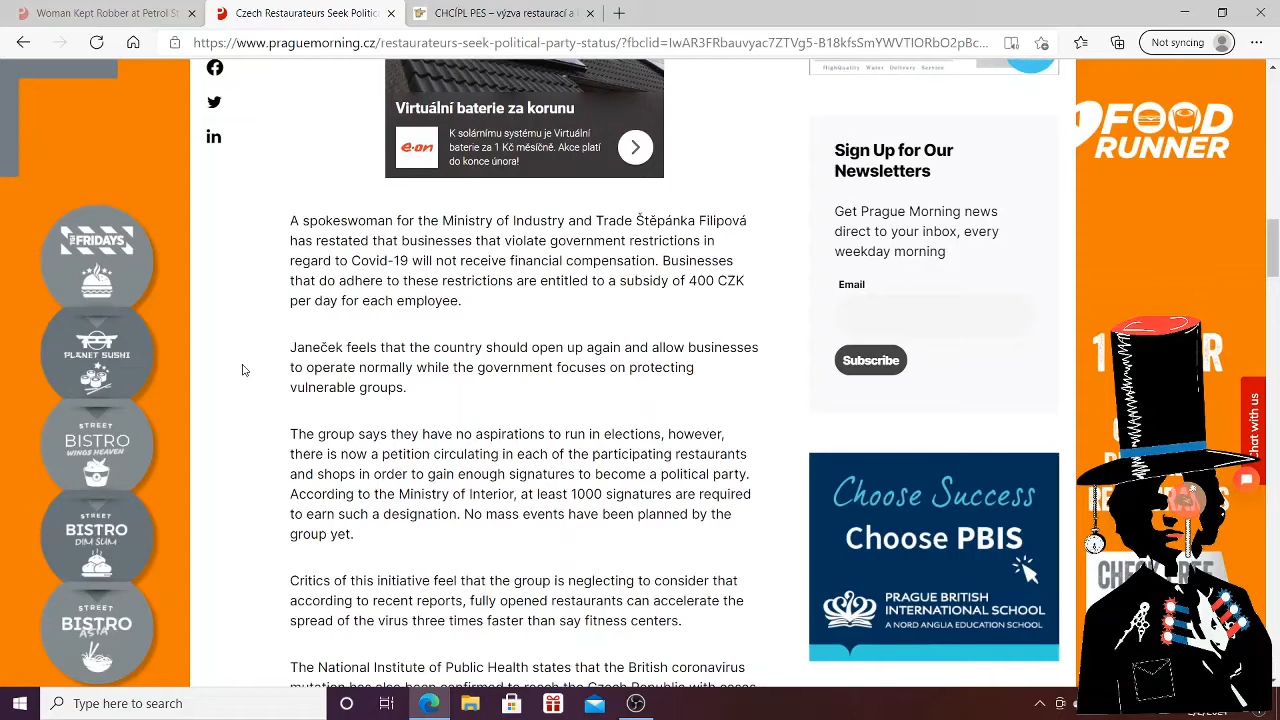 Woman Kept Robber at Petrol St
Czech Restaurateurs Seek Politic
CHCÍPL PES – výzva restaurací a
https://www.praguemorning.cz/restaurateurs-seek-political-party-status/?fbclid=IwAR3FRbauvyac7ZTVg5-B18kfsSmYWVTIORbO2pBc...
Not syncing
Virtuální baterie za korunu
e·on
K solárnímu systému je Virtuální
baterie za 1 Kč měsíčně. Akce platí
do konce února!
A spokeswoman for the Ministry of Industry and Trade Štěpánka Filipová
has restated that businesses that violate government restrictions in
regard to Covid-19 will not receive financial compensation. Businesses
that do adhere to these restrictions are entitled to a subsidy of 400 CZK
per day for each employee.
Janeček feels that the country should open up again and allow businesses
to operate normally while the government focuses on protecting
vulnerable groups.
The group says they have no aspirations to run in elections, however,
there is now a petition circulating in each of the participating restaurants
and shops in order to gain enough signatures to become a political party.
According to the Ministry of Interior, at least 1000 signatures are required
to earn such a designation. No mass events have been planned by the
group yet.
Critics of this initiative feel that the group is neglecting to consider that
according to recent reports, fully opened restaurants can accelerate the
spread of the virus three times faster than say fitness centers.
The National Institute of Public Health states that the British coronavirus
HighQuality Water Delivery Service
Sign Up for Our
Newsletters
Get Prague Morning news
direct to your inbox, every
weekday morning
Email
Subscribe
Choose Success
Choose PBIS
PRAGUE BRITISH
INTERNATIONAL SCHOOL
A NORD ANGLIA EDUCATION SCHOOL
FRIDAYS
PLANET SUSHI
STREET
BISTRO
WINGS HEAVEN
STREET
BISTRO
DIM SUM
STREET
BISTRO
ASIA
FOOD
RUNNER
Chat with us
Type here to search